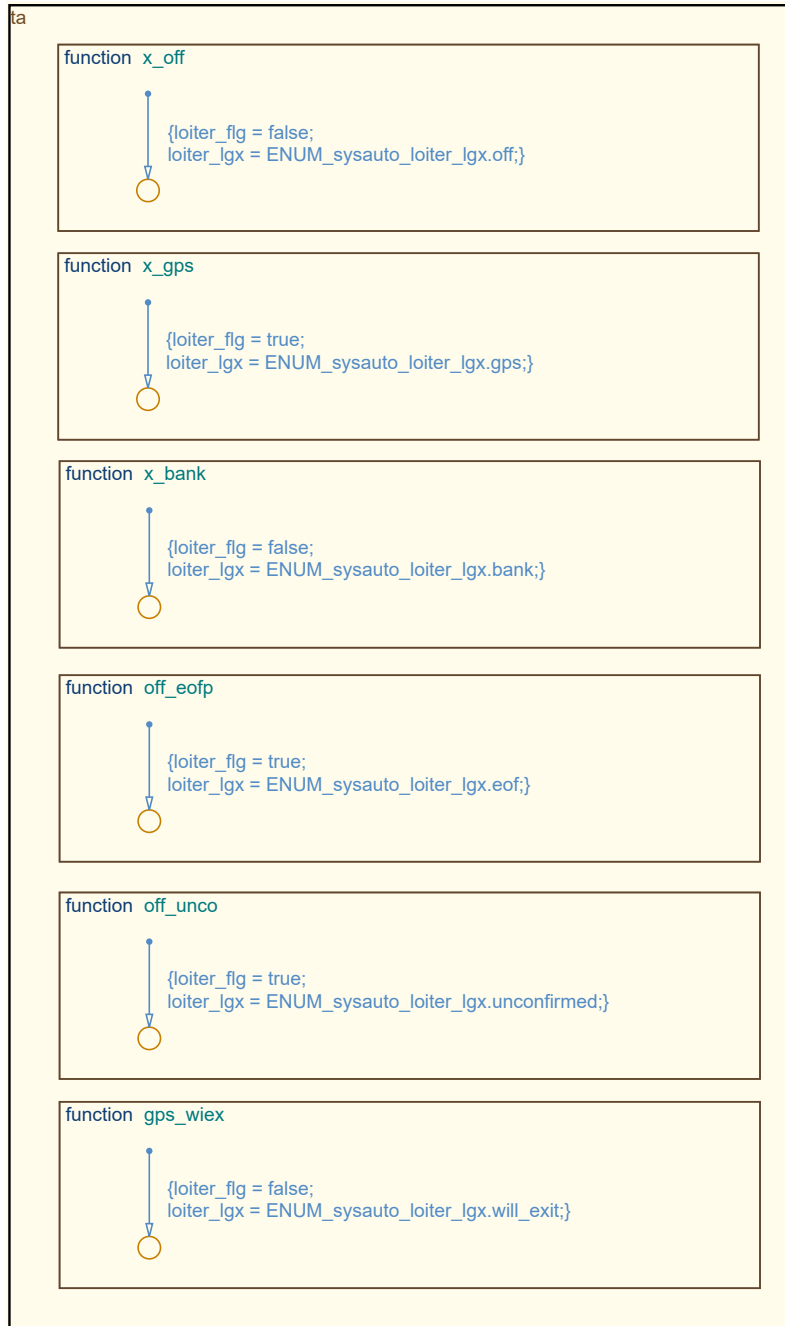 ta
function x_off
{loiter_flg = false;
loiter_lgx = ENUM_sysauto_loiter_lgx.off;}
function x_gps
{loiter_flg = true;
loiter_lgx = ENUM_sysauto_loiter_lgx.gps;}
function x_bank
{loiter_flg = false;
loiter_lgx = ENUM_sysauto_loiter_lgx.bank;}
function off_eofp
{loiter_flg = true;
loiter_lgx = ENUM_sysauto_loiter_lgx.eof;}
function off_unco
{loiter_flg = true;
loiter_lgx = ENUM_sysauto_loiter_lgx.unconfirmed;}
function gps_wiex
{loiter_flg = false;
loiter_lgx = ENUM_sysauto_loiter_lgx.will_exit;}